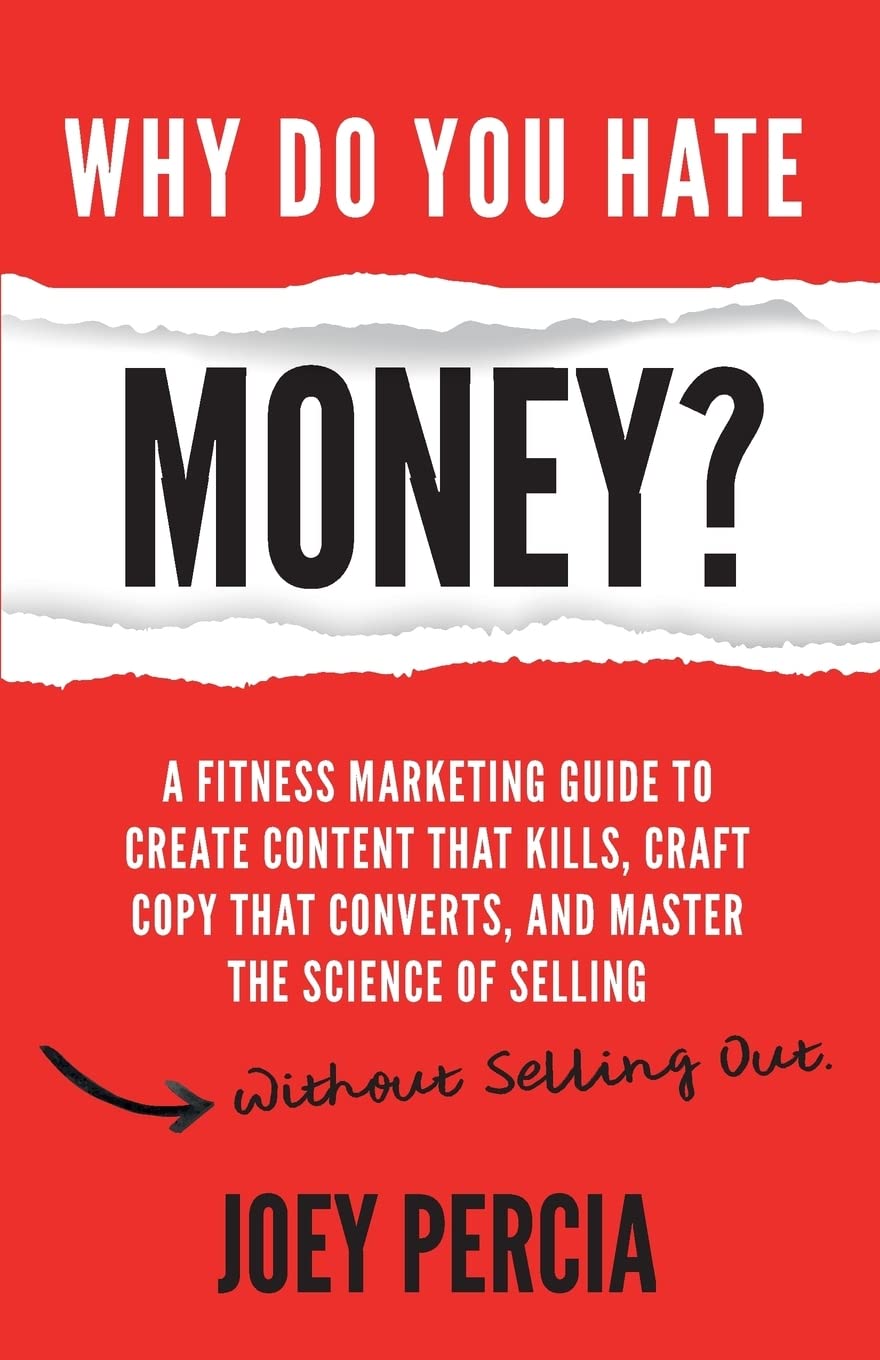 WHY DO YOU HATE
MONEY?
A FITNESS MARKETING GUIDE TO
CREATE CONTENT THAT KILLS, CRAFT
COPY THAT CONVERTS, AND MASTER
THE SCIENCE OF SELLING
Without Selling Out.
JOEY PERCIA